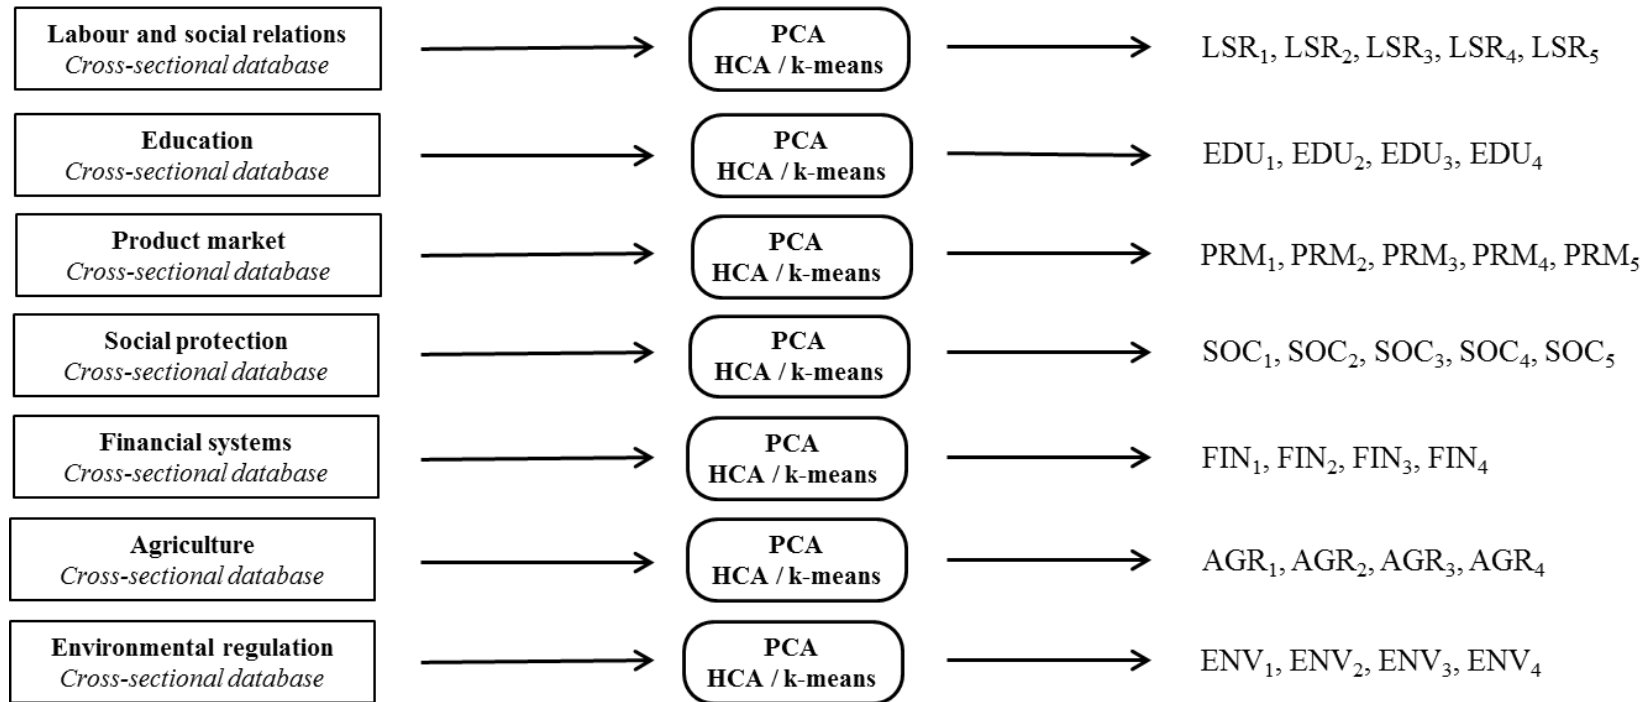 Labour and social relations
Cross-sectional database
PCA
HCA / k-means
LSR₁, LSR₂, LSR₃, LSR₄, LSR₅
Education
Cross-sectional database
PCA
HCA / k-means
EDU₁, EDU₂, EDU₃, EDU₄
Product market
Cross-sectional database
PCA
HCA / k-means
PRM₁, PRM₂, PRM₃, PRM₄, PRM₅
Social protection
Cross-sectional database
PCA
HCA / k-means
SOC₁, SOC₂, SOC₃, SOC₄, SOC₅
Financial systems
Cross-sectional database
PCA
HCA / k-means
FIN₁, FIN₂, FIN₃, FIN₄
Agriculture
Cross-sectional database
PCA
HCA / k-means
AGR₁, AGR₂, AGR₃, AGR₄
Environmental regulation
Cross-sectional database
PCA
HCA / k-means
ENV₁, ENV₂, ENV₃, ENV₄